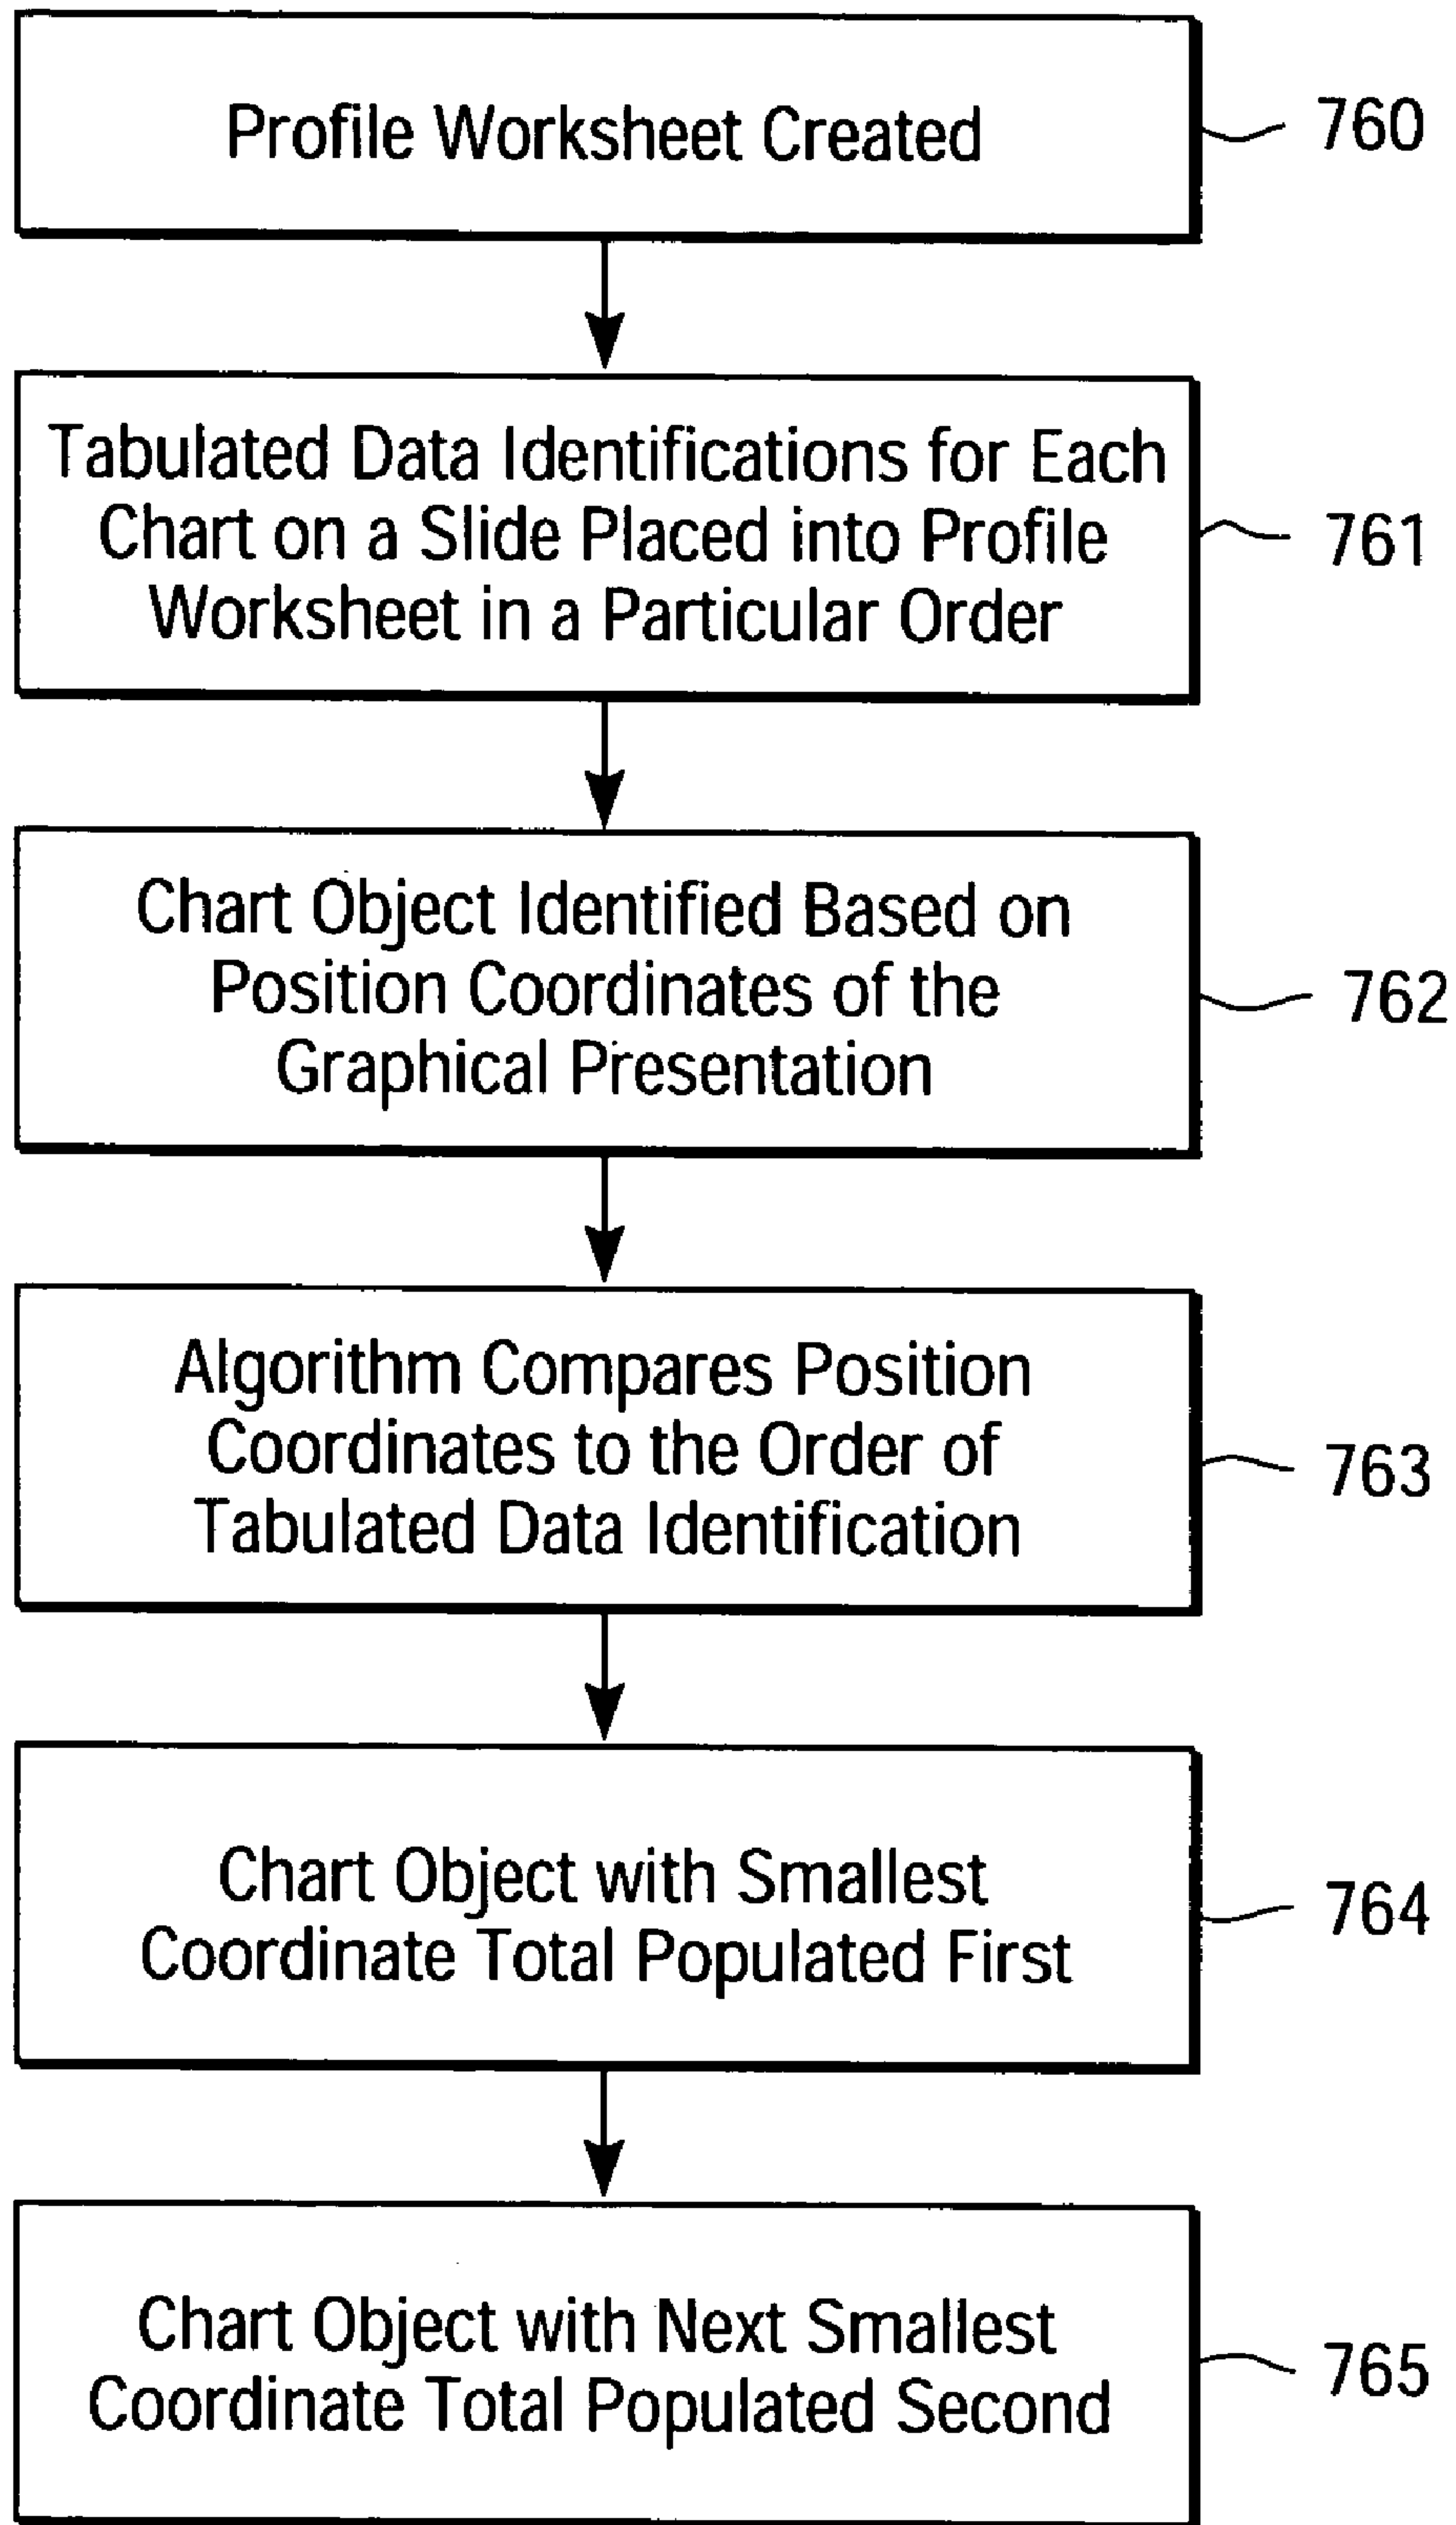 Profile Worksheet Created
760
Tabulated Data Identifications for Each
Chart on a Slide Placed into Profile
Worksheet in a Particular Order
761
Chart Object Identified Based on
Position Coordinates of the
Graphical Presentation
762
Algorithm Compares Position
Coordinates to the Order of
Tabulated Data Identification
763
Chart Object with Smallest
Coordinate Total Populated First
764
Chart Object with Next Smallest
Coordinate Total Populated Second
765